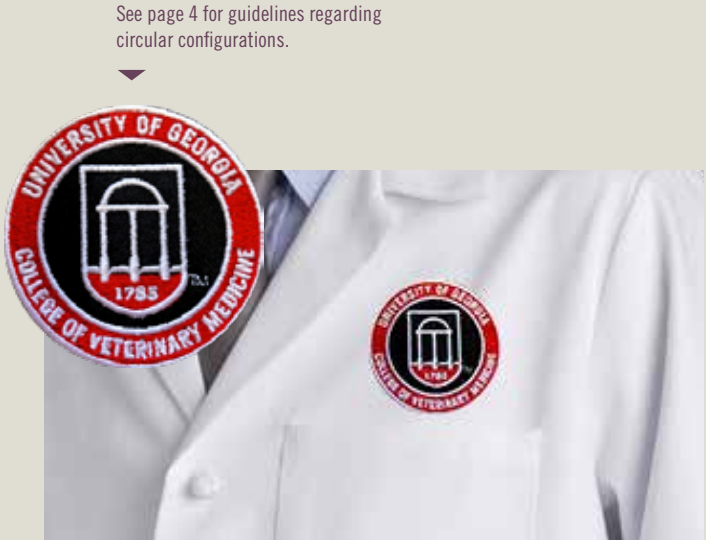 See page 4 for guidelines regarding
circular configurations.
UNIVERSITY OF GEORGIA
1785
TM
COLLEGE OF VETERINARY MEDICINE
UNIVERSITY OF GEORGIA
1785
TM
COLLEGE OF VETERINARY MEDICINE